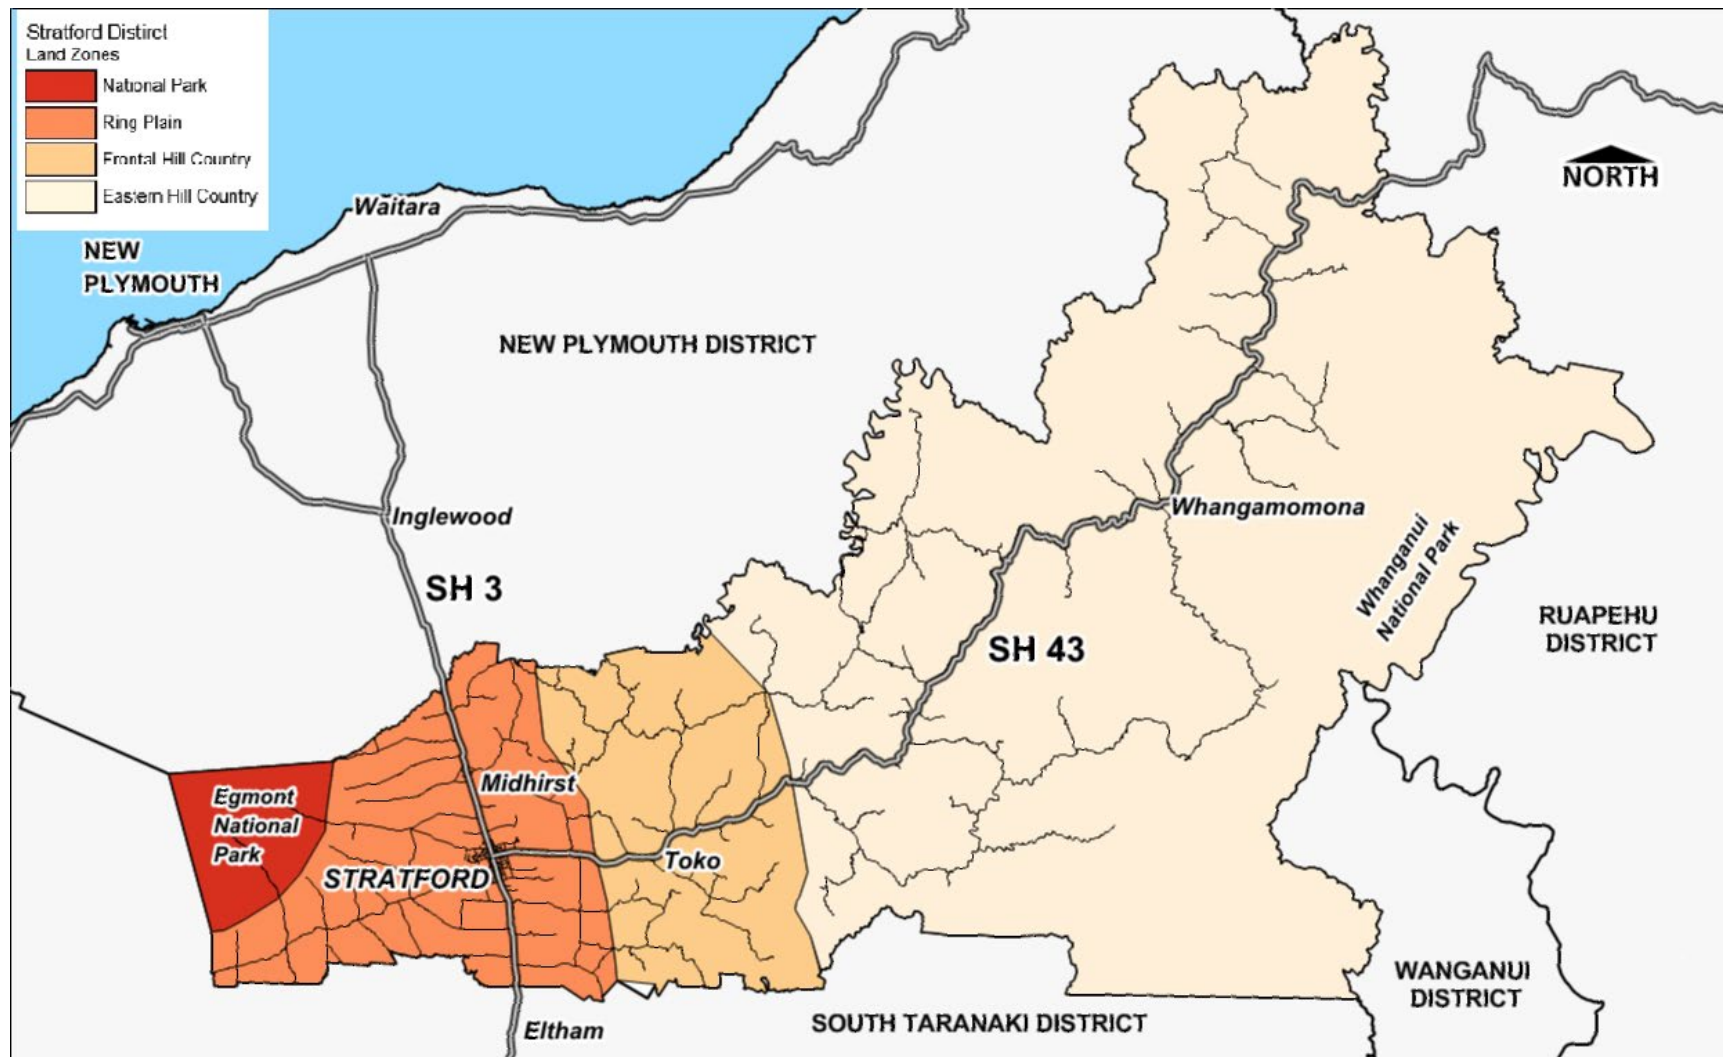 Stratford Distirct
Land Zones
National Park
Ring Plain
Frontal Hill Country
Eastern Hill Country
NORTH
Waitara
NEW
PLYMOUTH
NEW PLYMOUTH DISTRICT
Inglewood
Whangamomona
Whanganui
National Park
SH 3
SH 43
RUAPEHU
DISTRICT
Egmont
National
Park
Midhirst
STRATFORD
Toko
WANGANUI
DISTRICT
SOUTH TARANAKI DISTRICT
Eltham